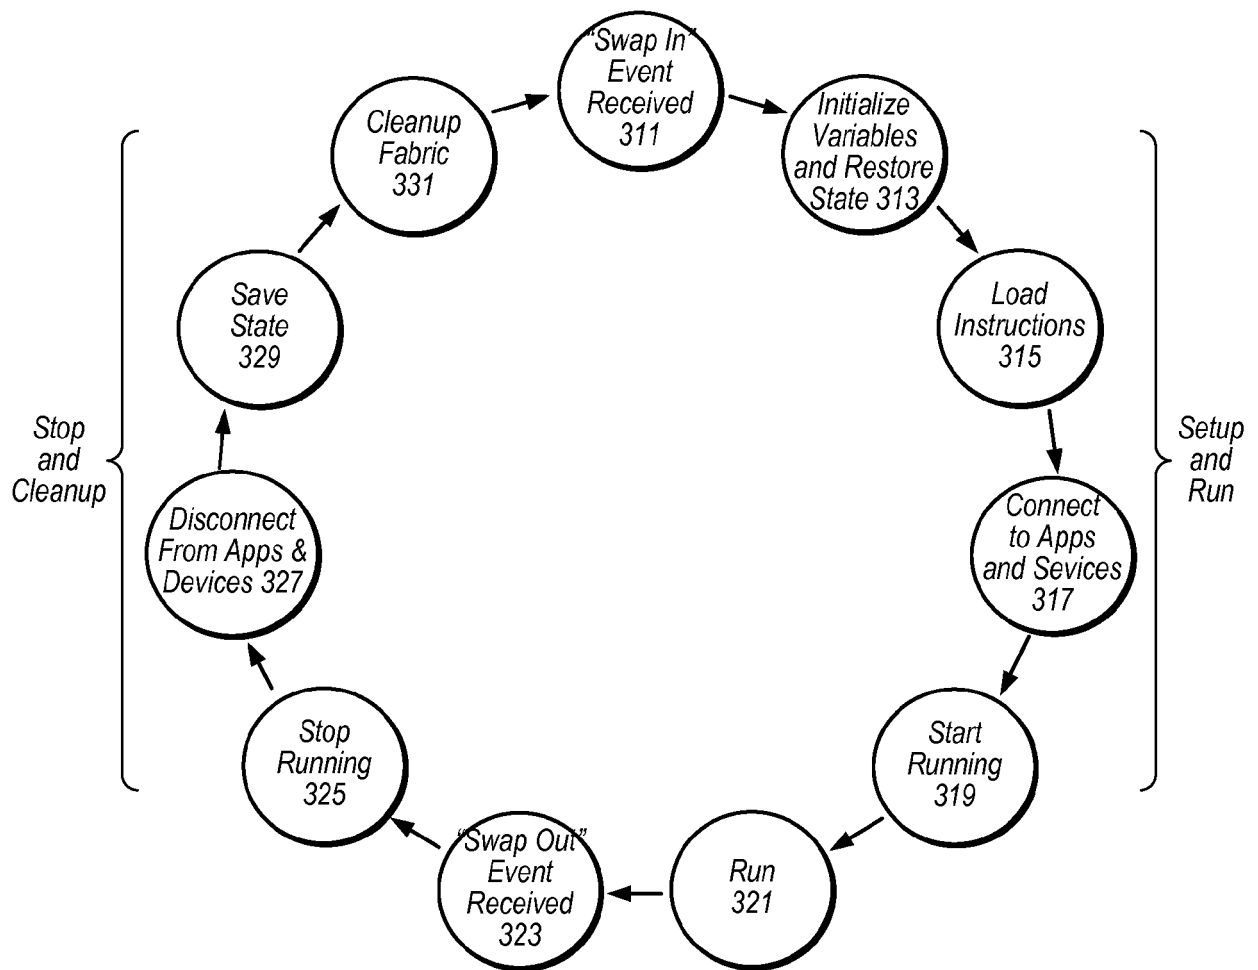 “Swap In”
Event
Received
311
Initialize
Variables
and Restore
State 313
Load
Instructions
315
Connect
to Apps
and Sevices
317
Start
Running
319
Run
321
“Swap Out”
Event
Received
323
Stop
Running
325
Disconnect
From Apps &
Devices 327
Save
State
329
Cleanup
Fabric
331
Stop
and
Cleanup
Setup
and
Run